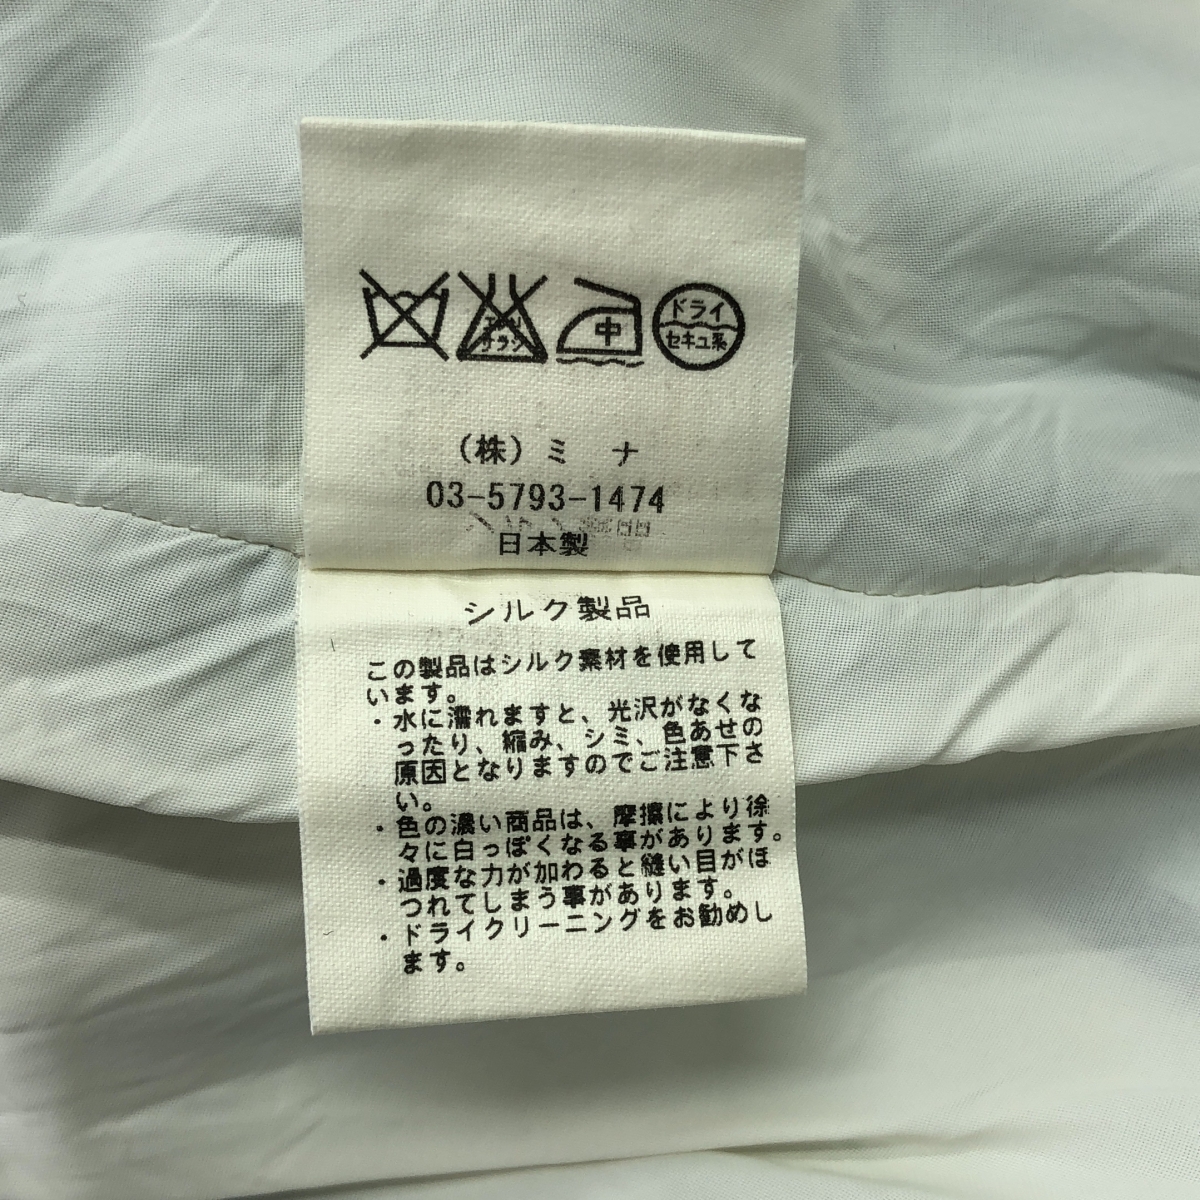 中
ドライ
セキユ系
(株)ミ ナ
03-5793-1474
日本製
シルク製品
この製品はシルク素材を使用して
います。
・水に濡れますと、光沢がなくな
ったり、縮み、シミ、色あせの
原因となりますのでご注意下さ
い。
・色の濃い商品は、摩擦により徐
々に白っぽくなる事があります。
・過度な力が加わると縫い目がほ
つれてしまう事があります。
・ドライクリーニングをお勧めし
ます。